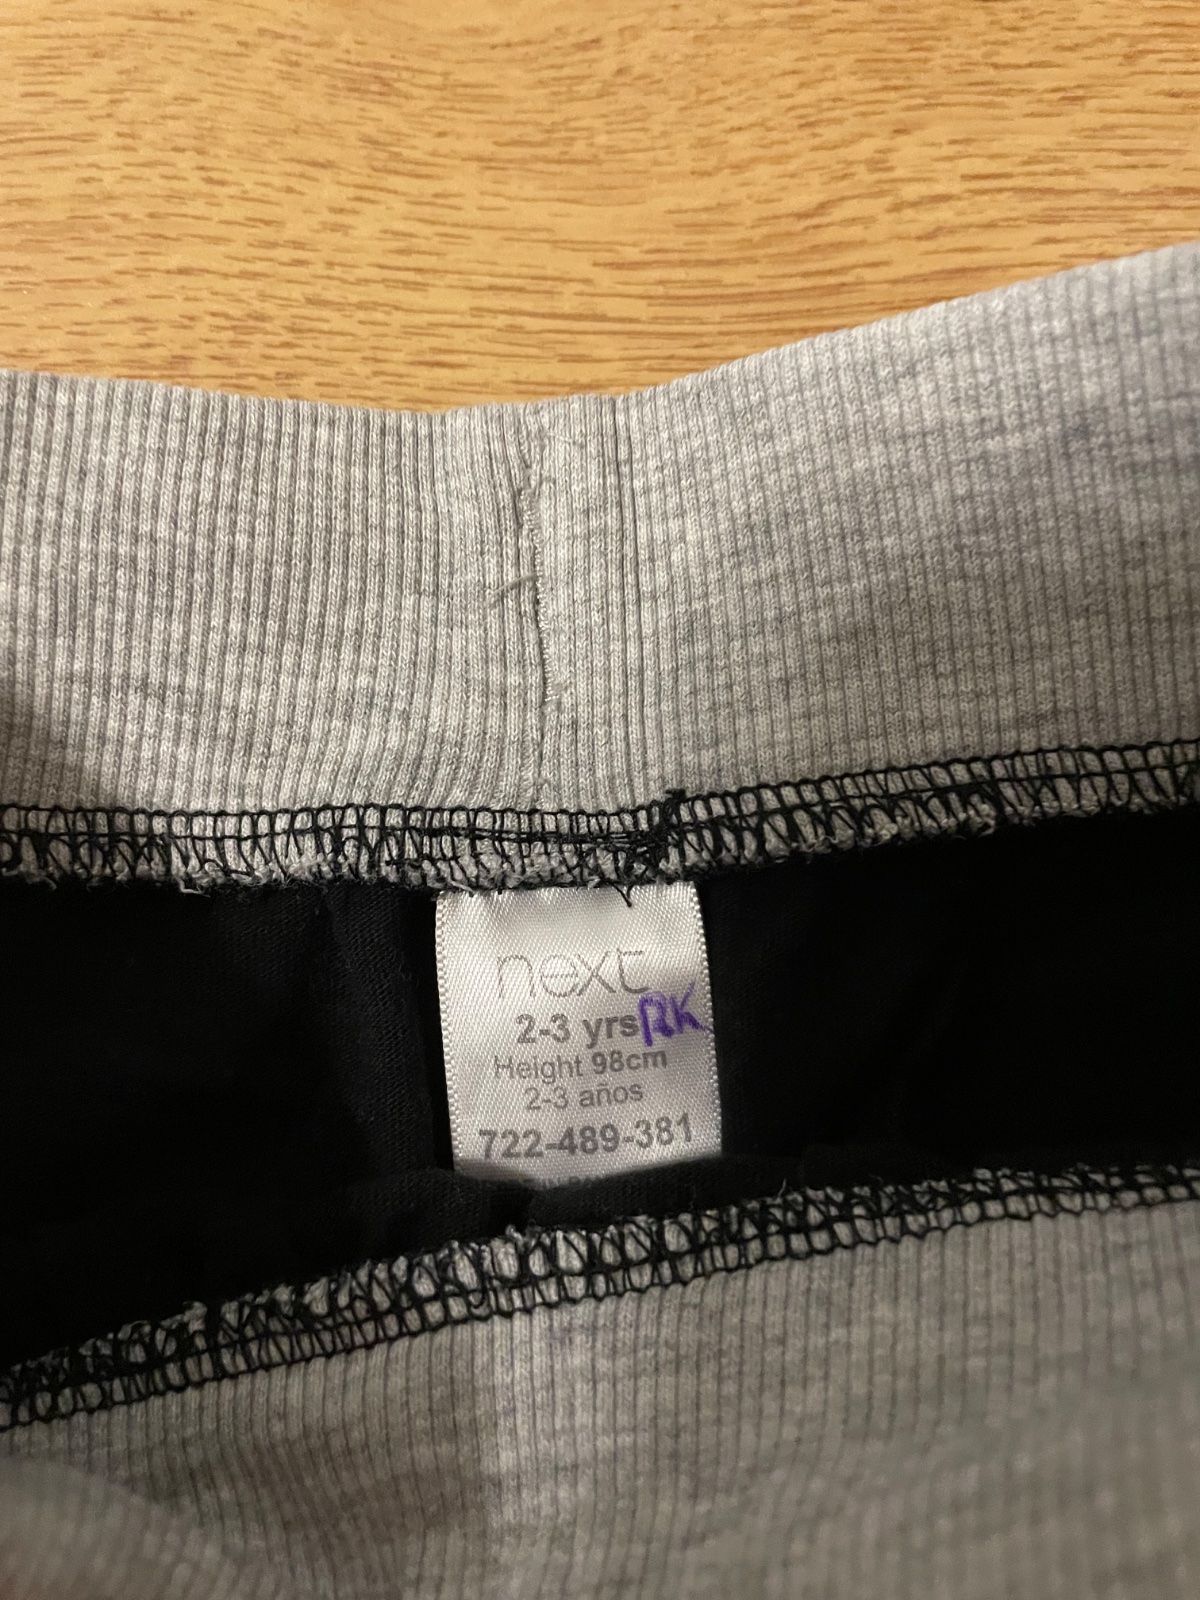 next
2-3 yrs RK
Height 98cm
2-3 años
722-489-381